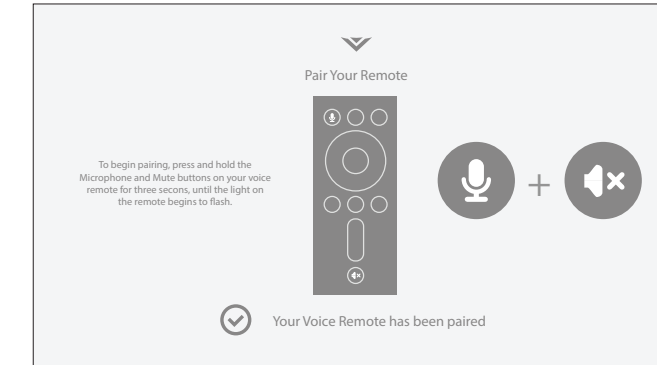 Pair Your Remote
To begin pairing, press and hold the
Microphone and Mute buttons on your voice
remote for three secons, until the light on
the remote begins to flash.
+
Your Voice Remote has been paired